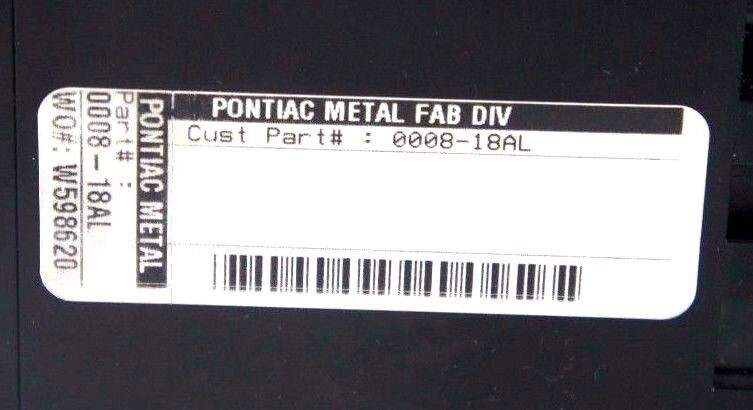 PONTIAC METAL FAB DIV
Cust Part# : 0008-18AL
PONTIAC METAL
Part# :
0008-18AL
WO#: W598620